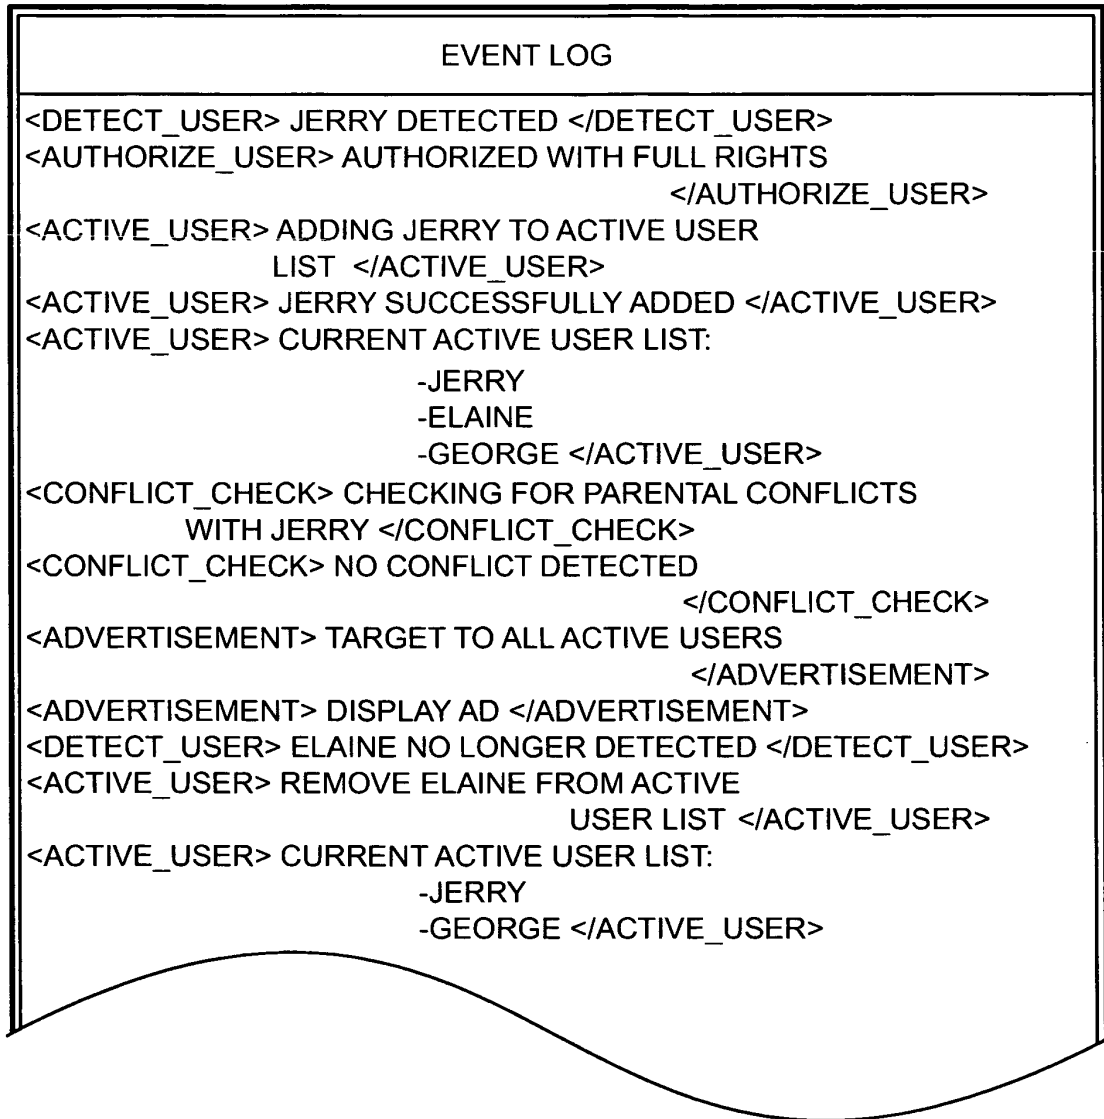 EVENT LOG
<DETECT_USER> JERRY DETECTED </DETECT_USER>
<AUTHORIZE_USER> AUTHORIZED WITH FULL RIGHTS
</AUTHORIZE_USER>
<ACTIVE_USER> ADDING JERRY TO ACTIVE USER
LIST </ACTIVE_USER>
<ACTIVE_USER> JERRY SUCCESSFULLY ADDED </ACTIVE_USER>
<ACTIVE_USER> CURRENT ACTIVE USER LIST:
-JERRY
-ELAINE
-GEORGE </ACTIVE_USER>
<CONFLICT_CHECK> CHECKING FOR PARENTAL CONFLICTS
WITH JERRY </CONFLICT_CHECK>
<CONFLICT_CHECK> NO CONFLICT DETECTED
</CONFLICT_CHECK>
<ADVERTISEMENT> TARGET TO ALL ACTIVE USERS
</ADVERTISEMENT>
<ADVERTISEMENT> DISPLAY AD </ADVERTISEMENT>
<DETECT_USER> ELAINE NO LONGER DETECTED </DETECT_USER>
<ACTIVE_USER> REMOVE ELAINE FROM ACTIVE
USER LIST </ACTIVE_USER>
<ACTIVE_USER> CURRENT ACTIVE USER LIST:
-JERRY
-GEORGE </ACTIVE_USER>